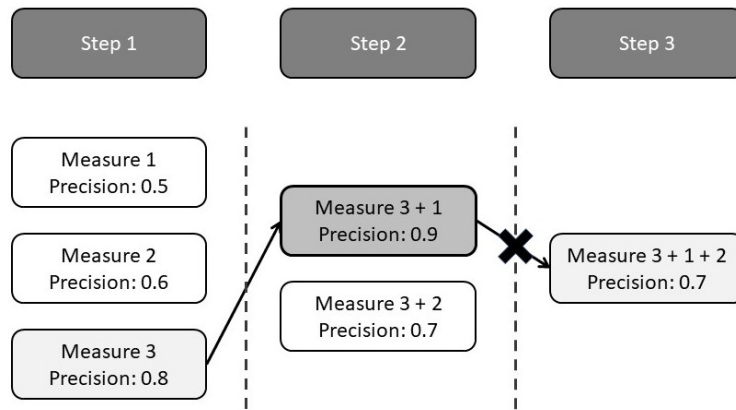 Step 1
Step 2
Step 3
Measure 1
Precision: 0.5
Measure 2
Precision: 0.6
Measure 3
Precision: 0.8
Measure 3 + 1
Precision: 0.9
Measure 3 + 2
Precision: 0.7
Measure 3 + 1 + 2
Precision: 0.7